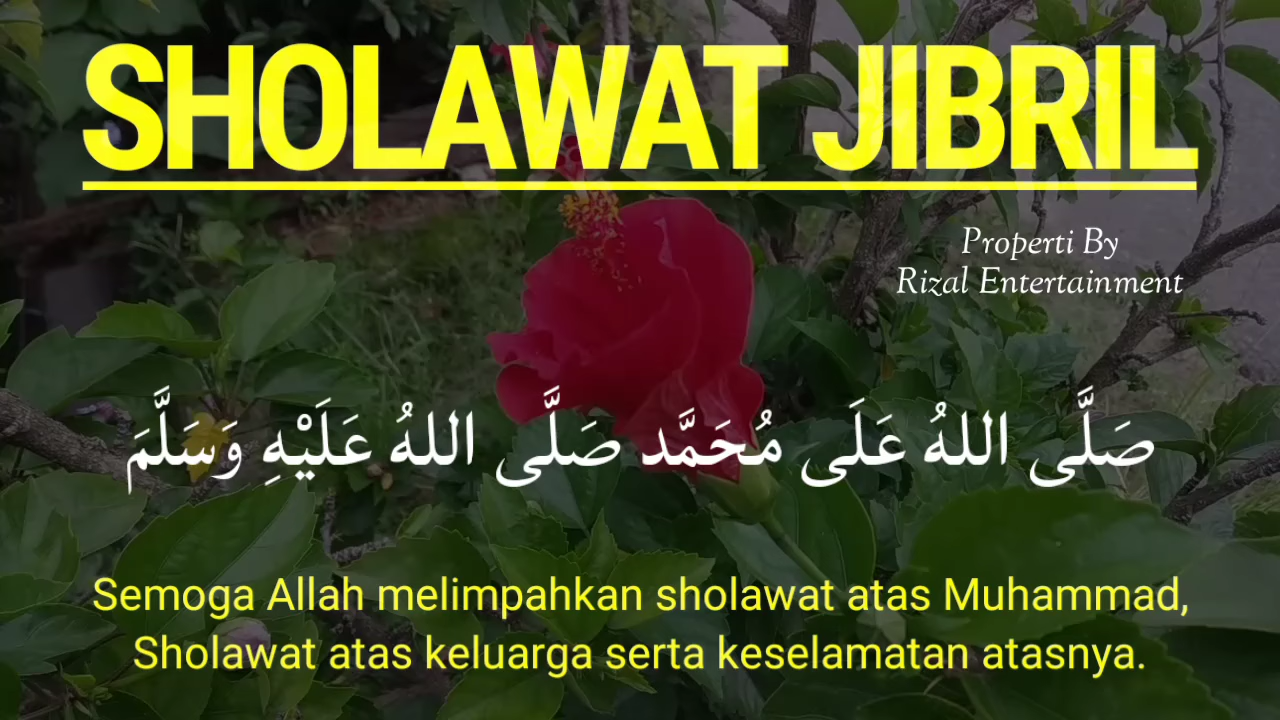 SHOLAWAT JIBRIL
Properti By
Rizal Entertainment
صَلَّى اللهُ عَلَى مُحَمَّد صَلَّى اللهُ عَلَيْهِ وَسَلَّمَ
Semoga Allah melimpahkan sholawat atas Muhammad,
Sholawat atas keluarga serta keselamatan atasnya.